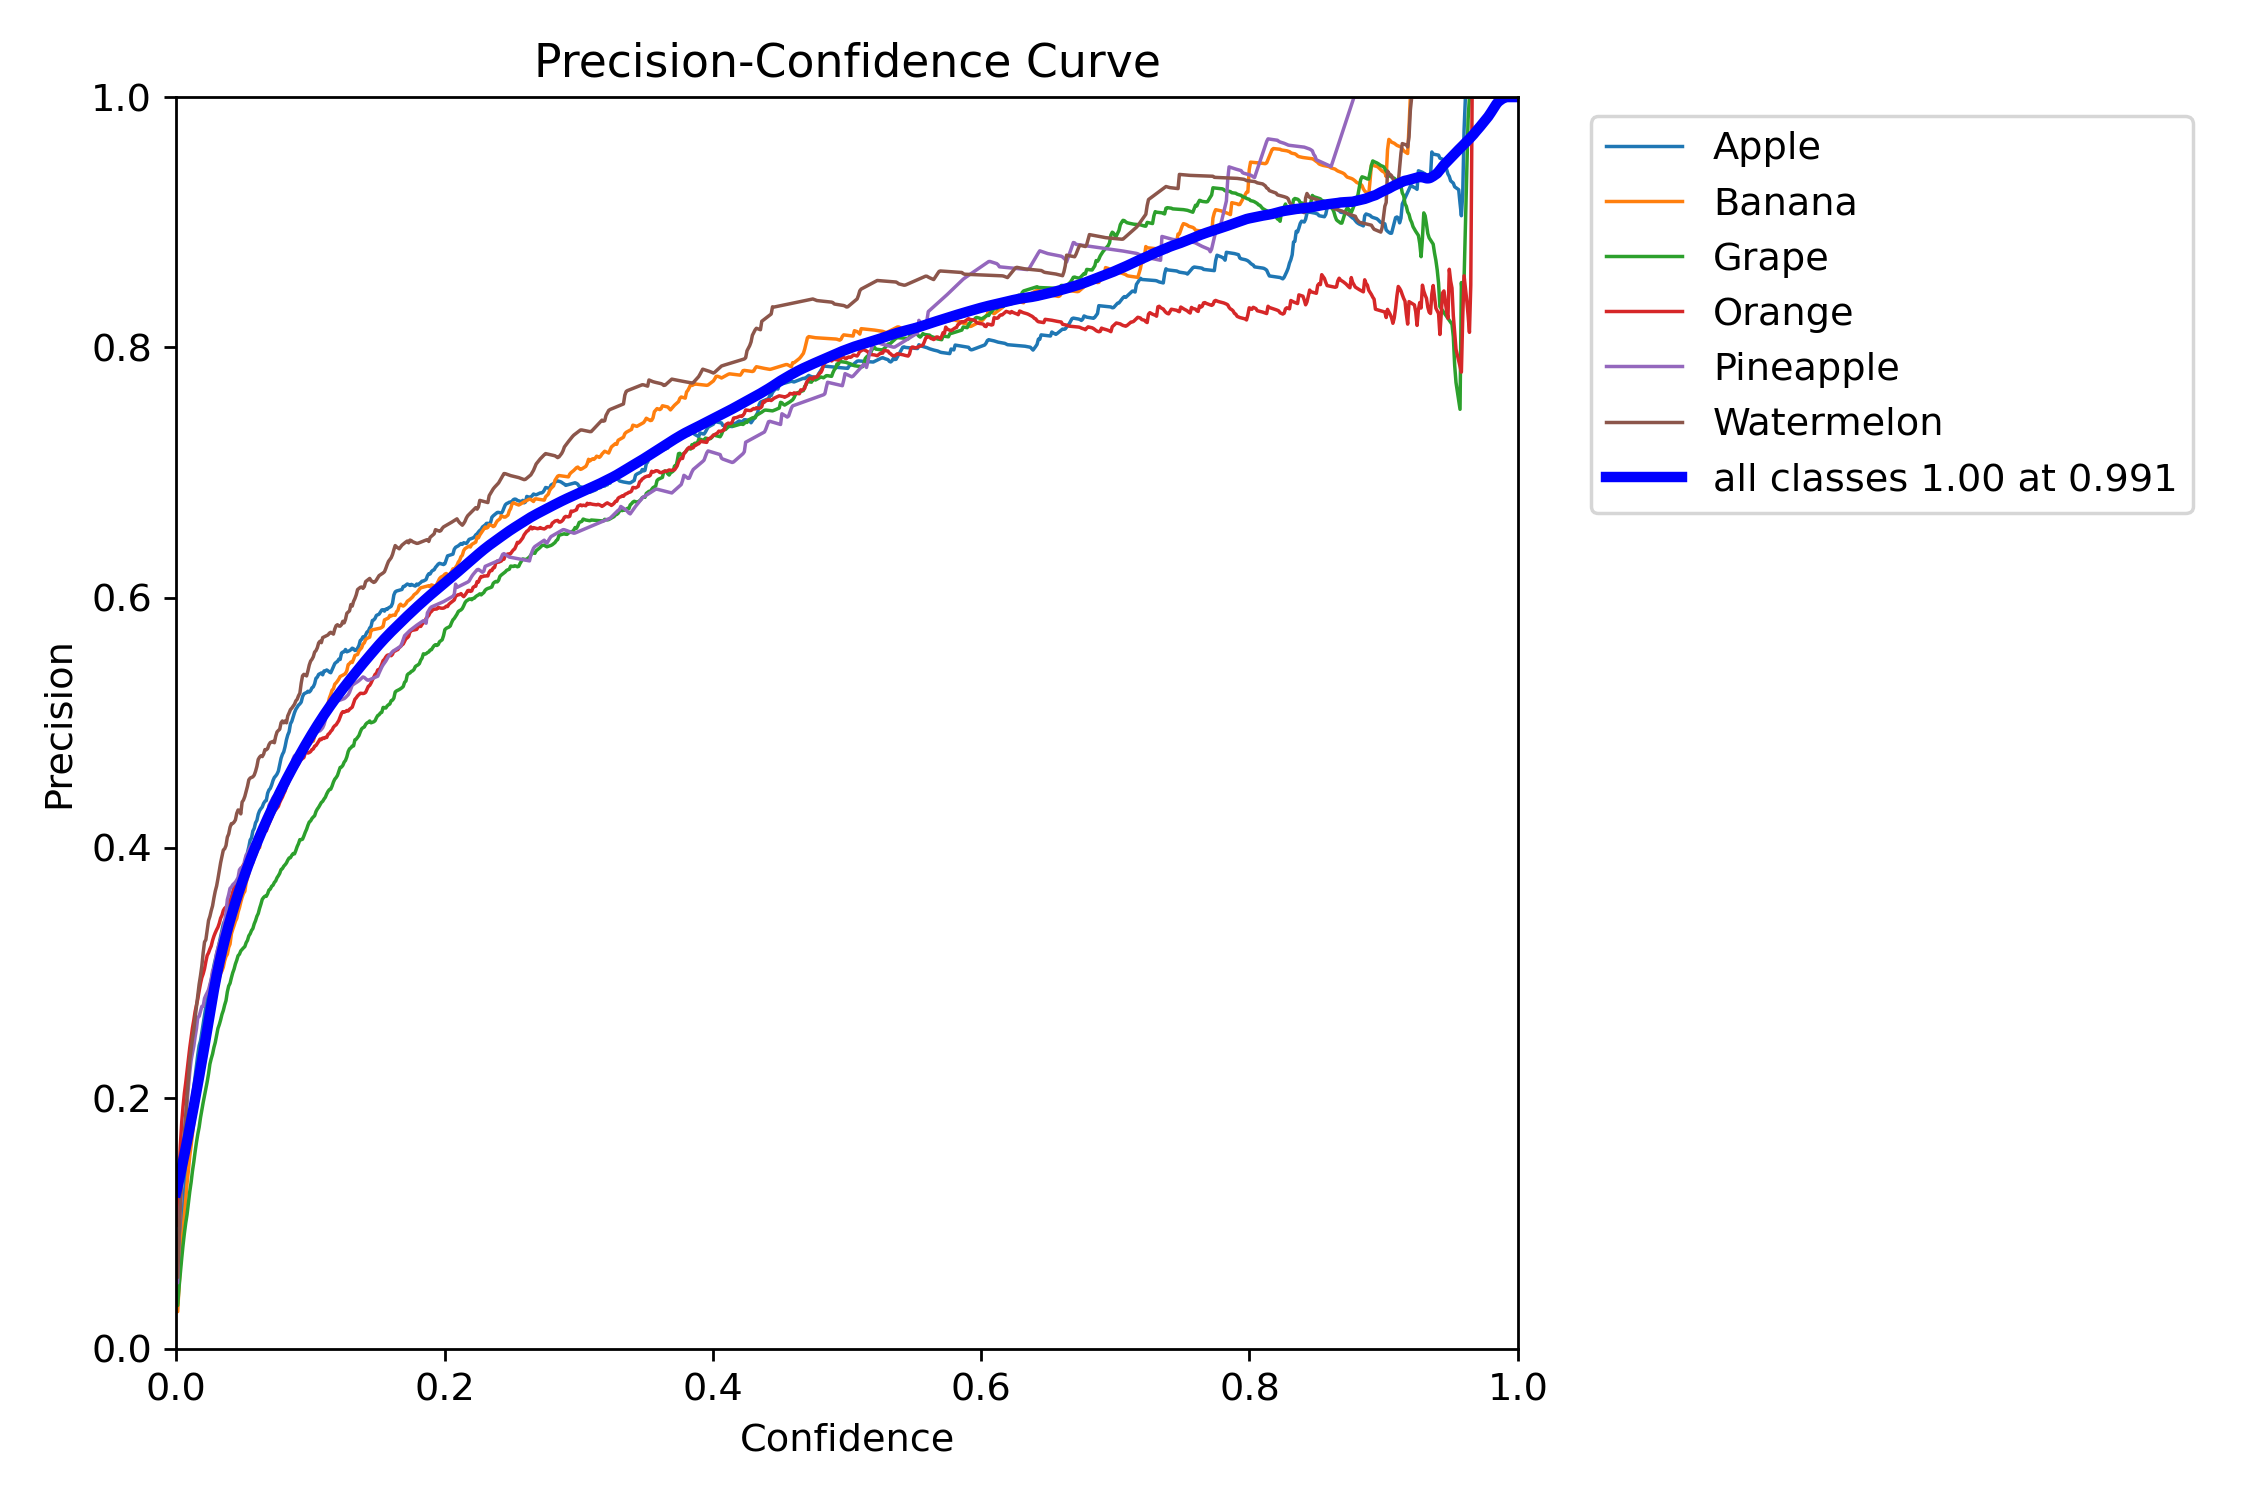 Precision-Confidence Curve
1.0
0.8
0.6
0.4
0.2
0.0
Precision
0.0 0.2 0.4 0.6 0.8 1.0
Confidence
Apple
Banana
Grape
Orange
Pineapple
Watermelon
all classes 1.00 at 0.991